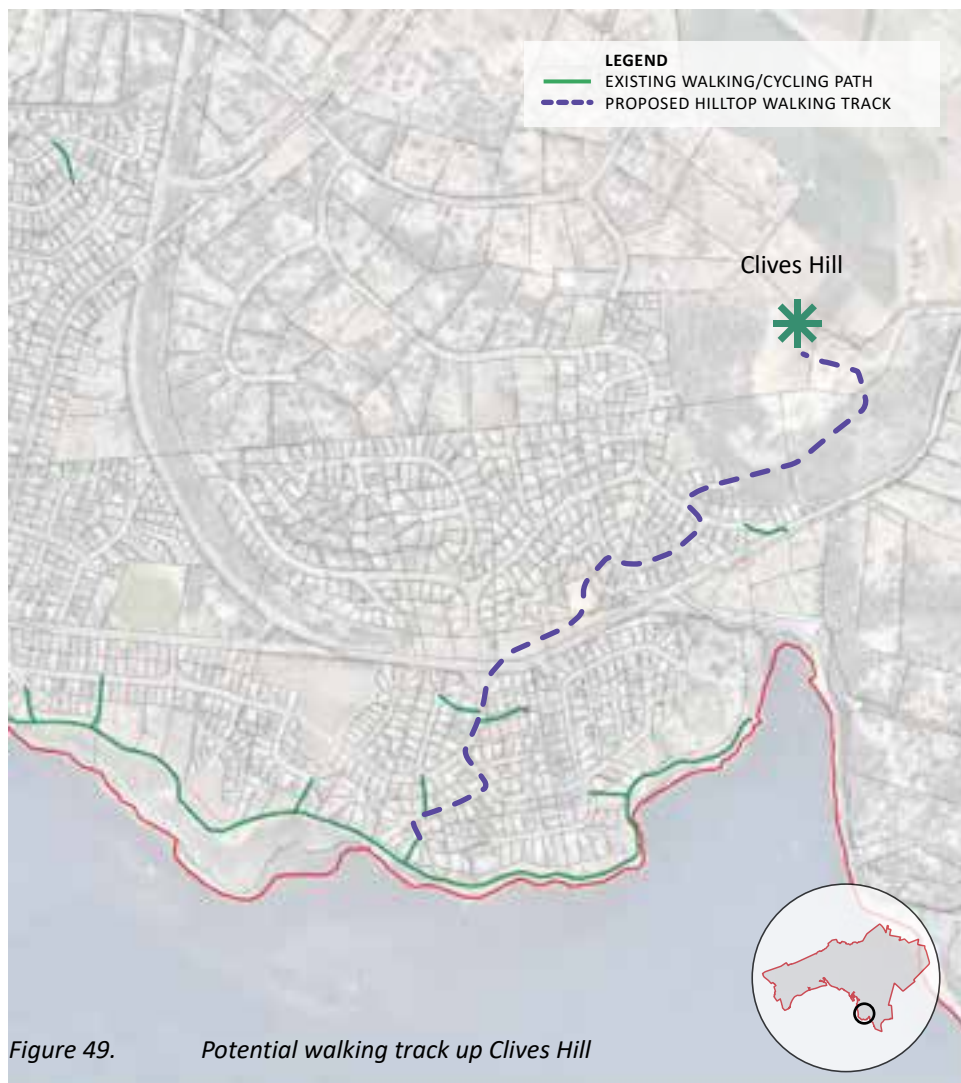 LEGEND
EXISTING WALKING/CYCLING PATH
PROPOSED HILLTOP WALKING TRACK
Clives Hill
Figure 49. Potential walking track up Clives Hill